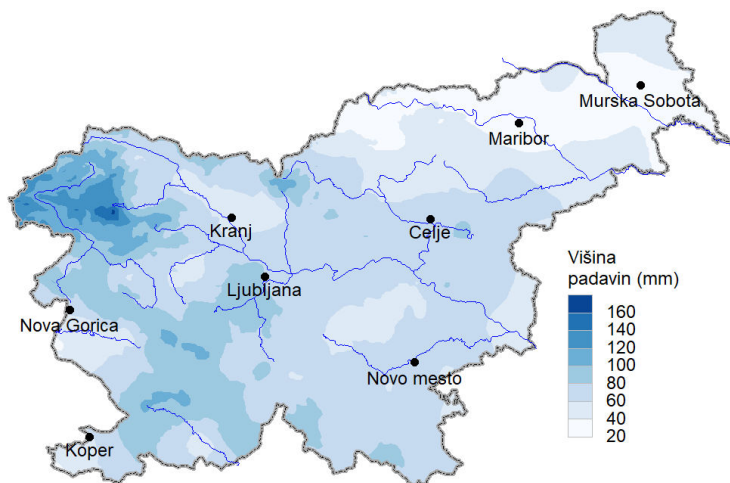 Murska Sobota
Maribor
Kranj
Celje
Ljubljana
Nova Gorica
Novo mesto
Koper
Višina
padavin (mm)
160
140
120
100
80
60
40
20